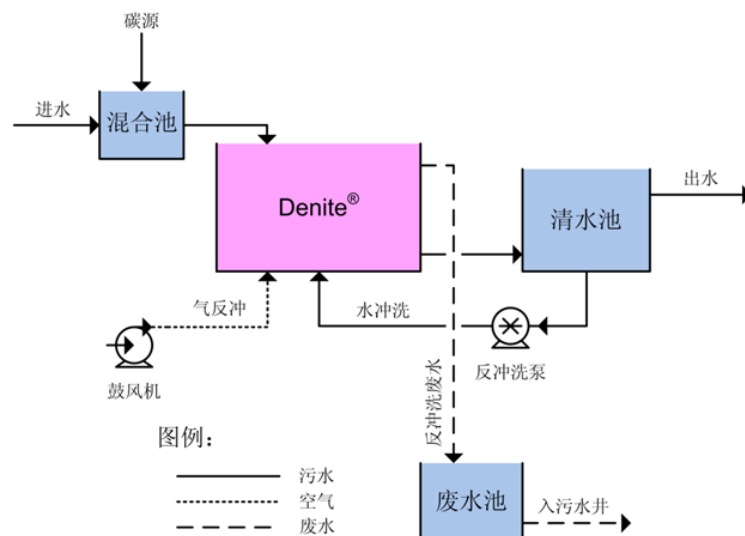 碳源
进水
混合池
Denite®
出水
清水池
气反冲
水冲洗
鼓风机
反冲洗泵
反冲洗废水
图例：
污水
空气
废水
废水池
入污水井